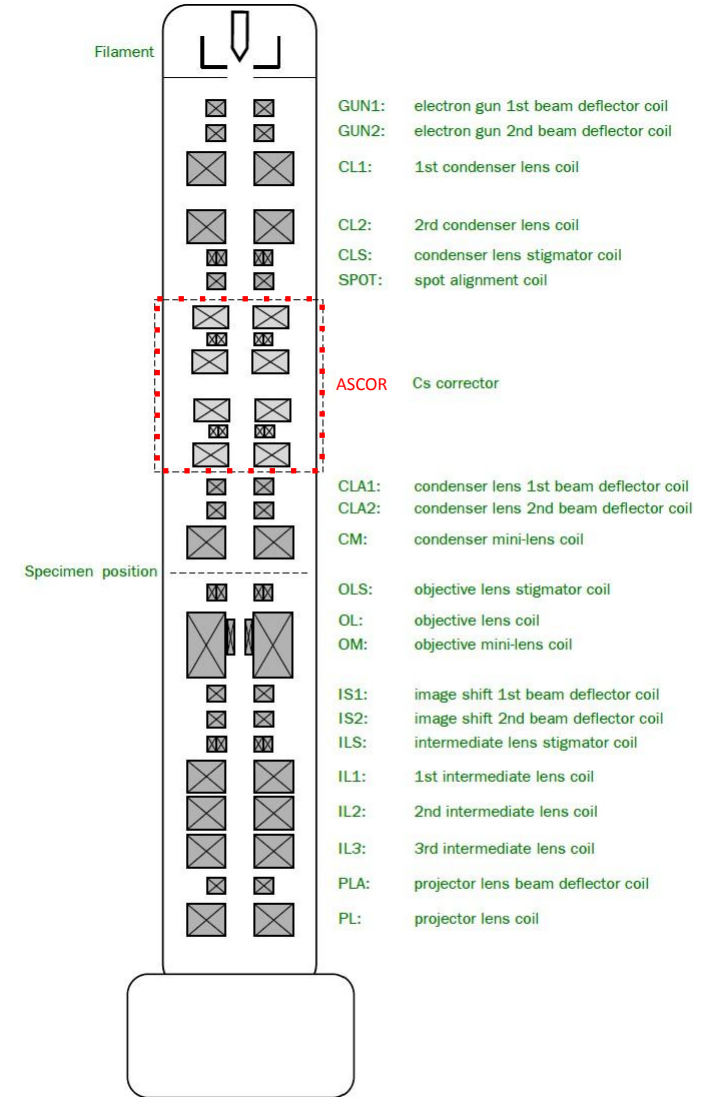 Filament
GUN1: electron gun 1st beam deflector coil
GUN2: electron gun 2nd beam deflector coil
CL1: 1st condenser lens coil
CL2: 2rd condenser lens coil
CLS: condenser lens stigmator coil
SPOT: spot alignment coil
ASCOR Cs corrector
CLA1: condenser lens 1st beam deflector coil
CLA2: condenser lens 2nd beam deflector coil
CM: condenser mini-lens coil
Specimen position
OLS: objective lens stigmator coil
OL: objective lens coil
OM: objective mini-lens coil
IS1: image shift 1st beam deflector coil
IS2: image shift 2nd beam deflector coil
ILS: intermediate lens stigmator coil
IL1: 1st intermediate lens coil
IL2: 2nd intermediate lens coil
IL3: 3rd intermediate lens coil
PLA: projector lens beam deflector coil
PL: projector lens coil